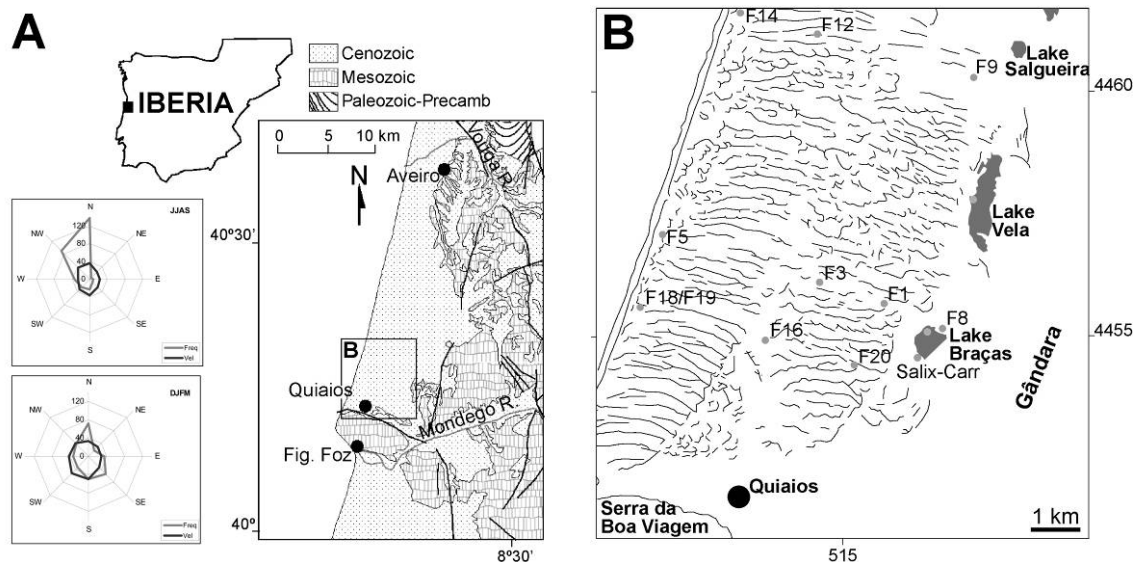 A
IBERIA
Cenozoic
Mesozoic
Paleozoic-Precamb
0 5 10 km
N
Aveiro
Vouga R.
40º30'
B
Quiaios
Mondego R.
Fig. Foz
40º
8º30'
JJAS
N
NW NE
120
80
40
W 0 E
SW SE
S
Freq
Vel
DJFM
N
NW NE
120
80
40
W 0 E
SW SE
S
Freq
Vel
B
F14
F12
Lake
Salgueira
F9
4460
Lake
Vela
F5
F3
F1
F18/F19
F8
F16
Lake
Braças
4455
F20
Salix-Carr
Gândara
Quiaios
Serra da
Boa Viagem
1 km
515